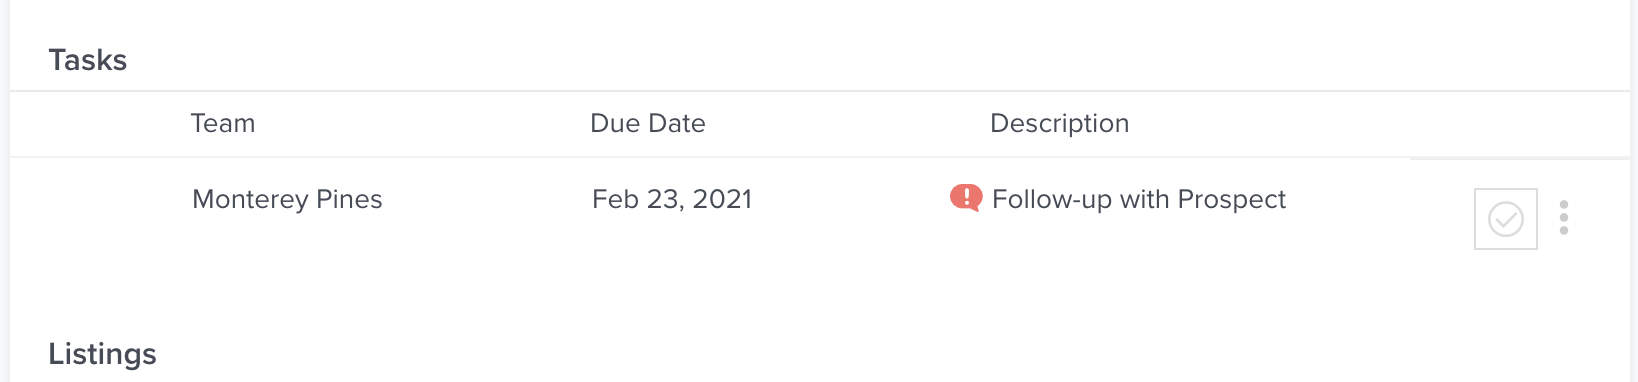 Tasks
Team Due Date Description
Monterey Pines Feb 23, 2021 Follow-up with Prospect
Listings